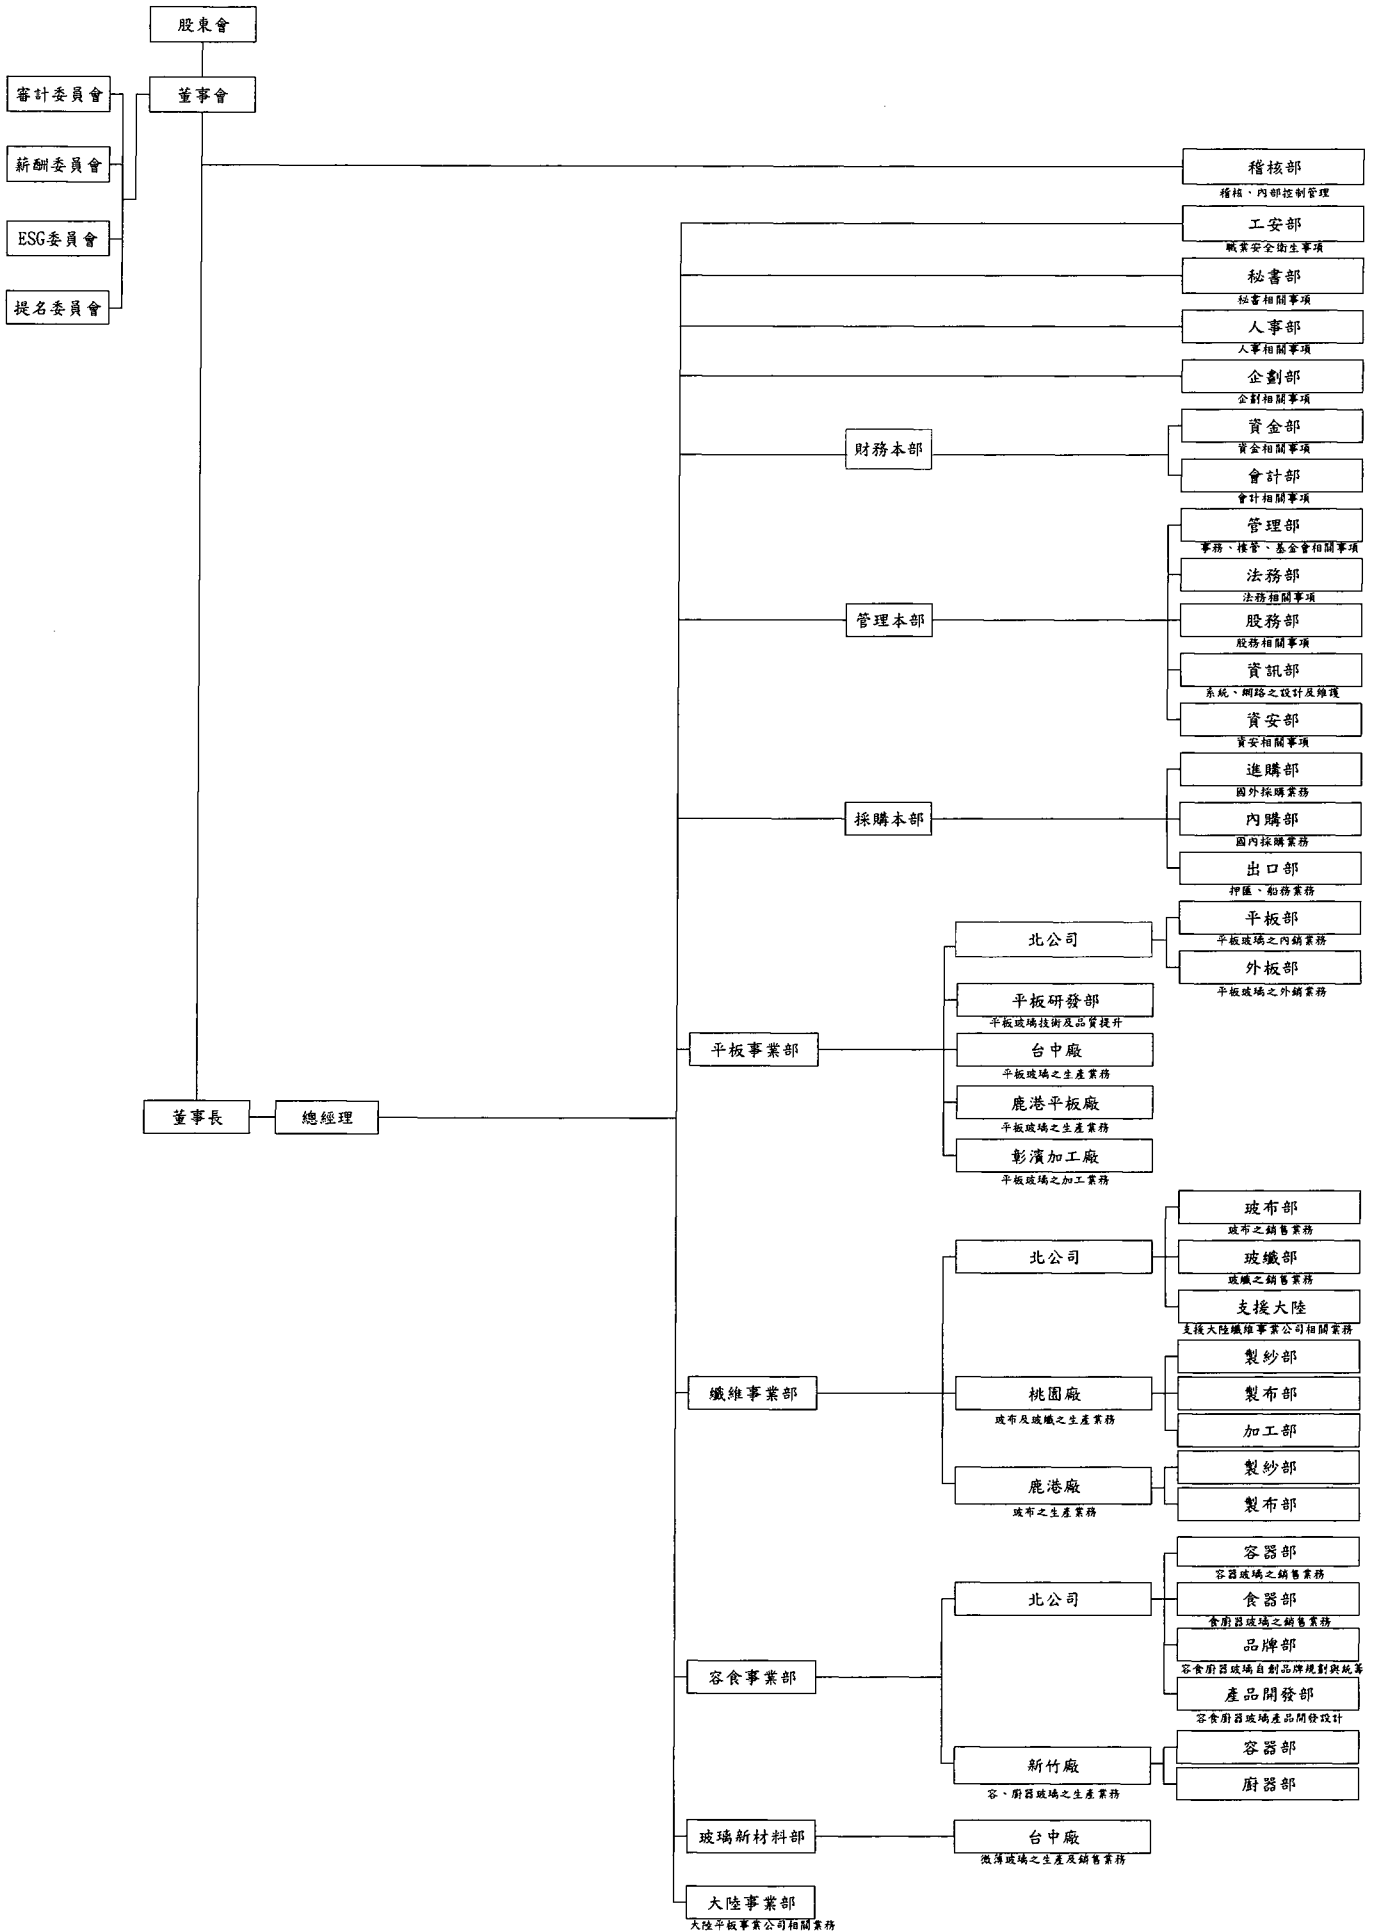 股東會
董事會
審計委員會
薪酬委員會
ESG委員會
提名委員會
稽核部
稽核、內部控制管理
工安部
職業安全衛生事項
秘書部
秘書相關事項
人事部
人事相關事項
企劃部
企劃相關事項
財務本部
資金部
資金相關事項
會計部
會計相關事項
管理本部
管理部
事務、樓管、基金會相關事項
法務部
法務相關事項
股務部
股務相關事項
資訊部
系統、網路之設計及維護
資安部
資安相關事項
採購本部
進購部
國外採購業務
內購部
國內採購業務
出口部
押匯、船務業務
董事長
總經理
平板事業部
北公司
平板部
平板玻璃之內銷業務
外板部
平板玻璃之外銷業務
平板研發部
平板玻璃技術及品質提升
台中廠
平板玻璃之生產業務
鹿港平板廠
平板玻璃之生產業務
彰濱加工廠
平板玻璃之加工業務
纖維事業部
北公司
玻布部
玻布之銷售業務
玻纖部
玻纖之銷售業務
支援大陸
支援大陸纖維事業公司相關業務
桃園廠
玻布及玻纖之生產業務
製紗部
製布部
加工部
鹿港廠
玻布之生產業務
製紗部
製布部
容食事業部
北公司
容器部
容器玻璃之銷售業務
食器部
食廚器玻璃之銷售業務
品牌部
容食廚器玻璃自創品牌規劃與統籌
產品開發部
容食廚器玻璃產品開發設計
新竹廠
容、廚器玻璃之生產業務
容器部
廚器部
玻璃新材料部
台中廠
微薄玻璃之生產及銷售業務
大陸事業部
大陸平板事業公司相關業務